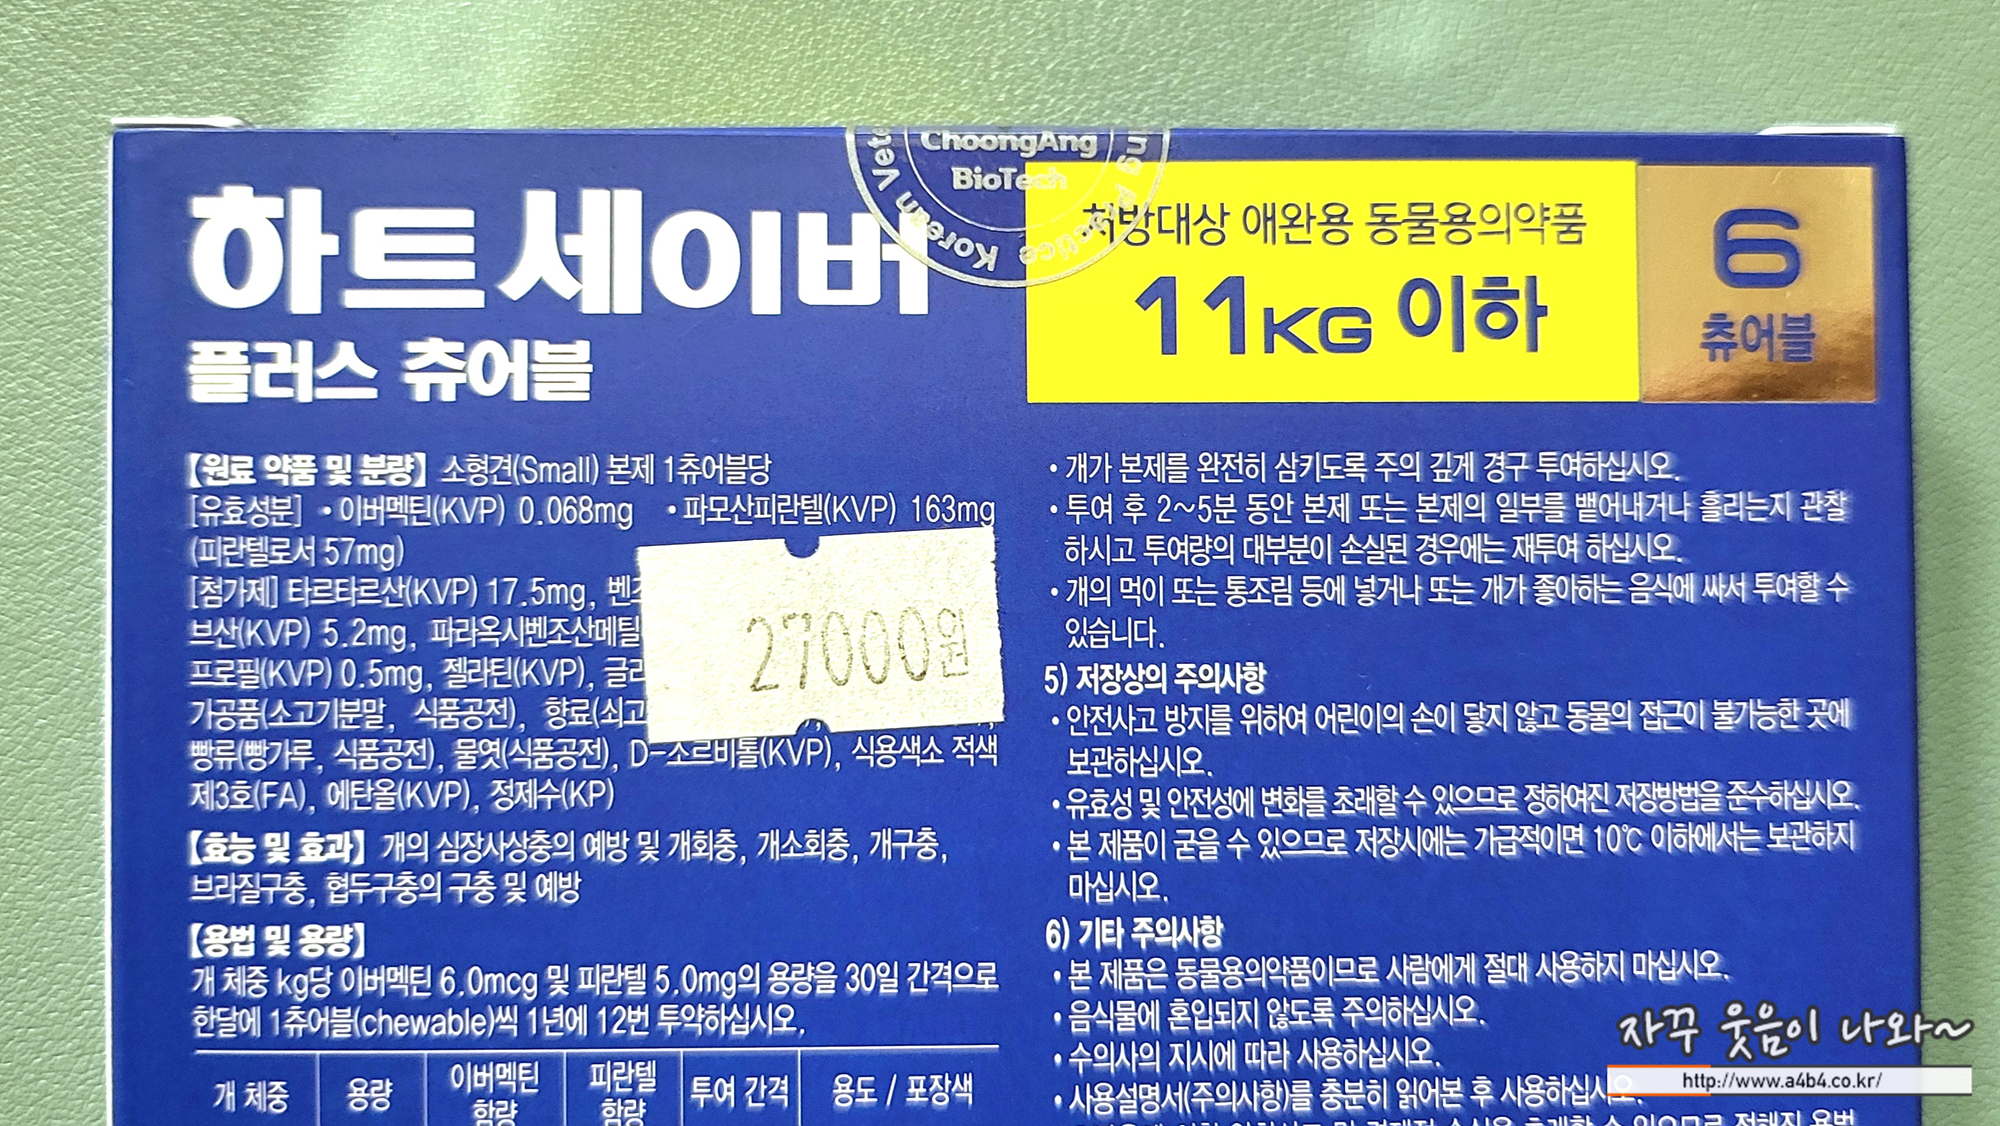 ChoongAng
BioTech
Korean Vete
하트세이버
플러스 츄어블
처방대상 애완용 동물용의약품
11KG 이하
6
츄어블
【원료 약품 및 분량】 소형견(Small) 본제 1츄어블당
[유효성분] •이버멕틴(KVP) 0.068mg •파모산피란텔(KVP) 163mg
(피란텔로서 57mg)
[첨가제] 타르타르산(KVP) 17.5mg,
브산(KVP) 5.2mg, 파라옥시벤조산메틸
프로필(KVP) 0.5mg, 젤라틴(KVP),
가공품(소고기분말, 식품공전),
빵류(빵가루, 식품공전), 물엿(식품공전), D-소르비톨(KVP), 식용색소 적색
제3호(FA), 에탄올(KVP), 정제수(KP)
27000원
【효능 및 효과】 개의 심장사상충의 예방 및 개회충, 개소회충, 개구충,
브라질구충, 협두구충의 구충 및 예방
【용법 및 용량】
개 체중 kg당 이버멕틴 6.0mcg 및 피란텔 5.0mg의 용량을 30일 간격으로
한달에 1츄어블(chewable)씩 1년에 12번 투약하십시오.
개 체중 용량 이버멕틴 함량 피란텔 함량 투여 간격 용도 / 포장색
• 개가 본제를 완전히 삼키도록 주의 깊게 경구 투여하십시오.
• 투여 후 2~5분 동안 본제 또는 본제의 일부를 뱉어내거나 흘리는지 관찰
하시고 투여량의 대부분이 손실된 경우에는 재투여 하십시오.
• 개의 먹이 또는 통조림 등에 넣거나 또는 개가 좋아하는 음식에 싸서 투여할 수
있습니다.
5) 저장상의 주의사항
• 안전사고 방지를 위하여 어린이의 손이 닿지 않고 동물의 접근이 불가능한 곳에
보관하십시오.
• 유효성 및 안전성에 변화를 초래할 수 있으므로 정하여진 저장방법을 준수하십시오.
• 본 제품이 굳을 수 있으므로 저장시에는 가급적이면 10℃ 이하에서는 보관하지
마십시오.
6) 기타 주의사항
• 본 제품은 동물용의약품이므로 사람에게 절대 사용하지 마십시오.
• 음식물에 혼입되지 않도록 주의하십시오.
• 수의사의 지시에 따라 사용하십시오.
• 사용설명서(주의사항)를 충분히 읽어본 후 사용하십시오.
자꾸 웃음이 나와~
http://www.a4b4.co.kr/